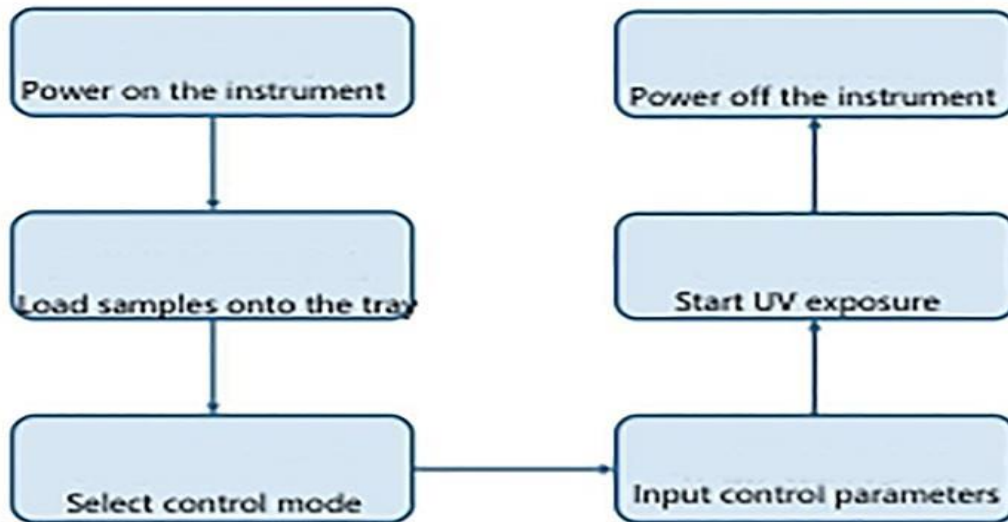 Power on the instrument
Load samples onto the tray
Select control mode
Input control parameters
Start UV exposure
Power off the instrument